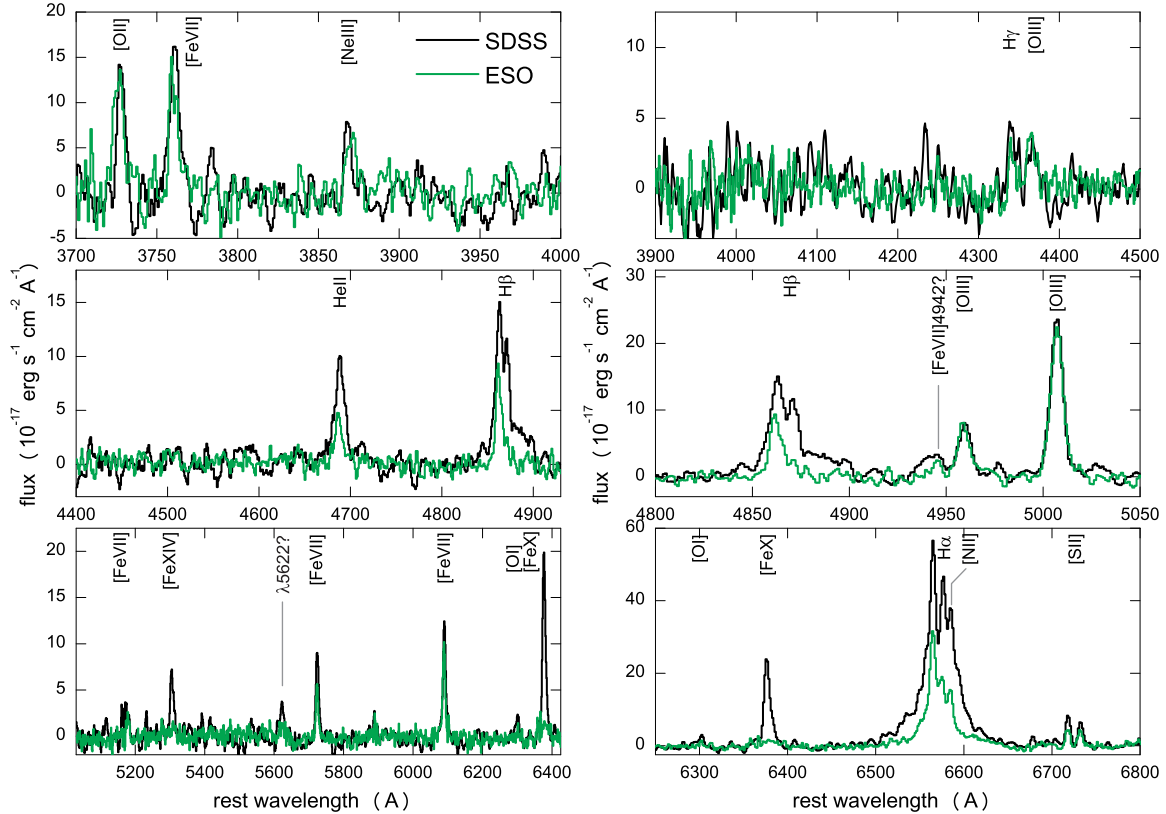 20
15
10
5
0
-5
3700
3750
3800
3850
3900
3950
4000
[OII]
[FeVII]
[NeIII]
SDSS
ESO
10
5
0
3900
4000
4100
4200
4300
4400
4500
Hγ
[OIII]
flux (10⁻¹⁷ erg s⁻¹ cm⁻² A⁻¹)
15
10
5
0
4400
4500
4600
4700
4800
4900
HeII
Hβ
flux (10⁻¹⁷ erg s⁻¹ cm⁻² A⁻¹)
30
20
10
0
4800
4850
4900
4950
5000
5050
Hβ
[FeVII]4942?
[OIII]
[OIII]
20
15
10
5
0
5200
5400
5600
5800
6000
6200
6400
[FeVII]
[FeXIV]
λ5622?
[FeVII]
[FeVII]
[OI]
[FeX]
rest wavelength (A)
60
40
20
0
6300
6400
6500
6600
6700
6800
[OI]
[FeX]
Hα
[NII]
[SII]
rest wavelength (A)